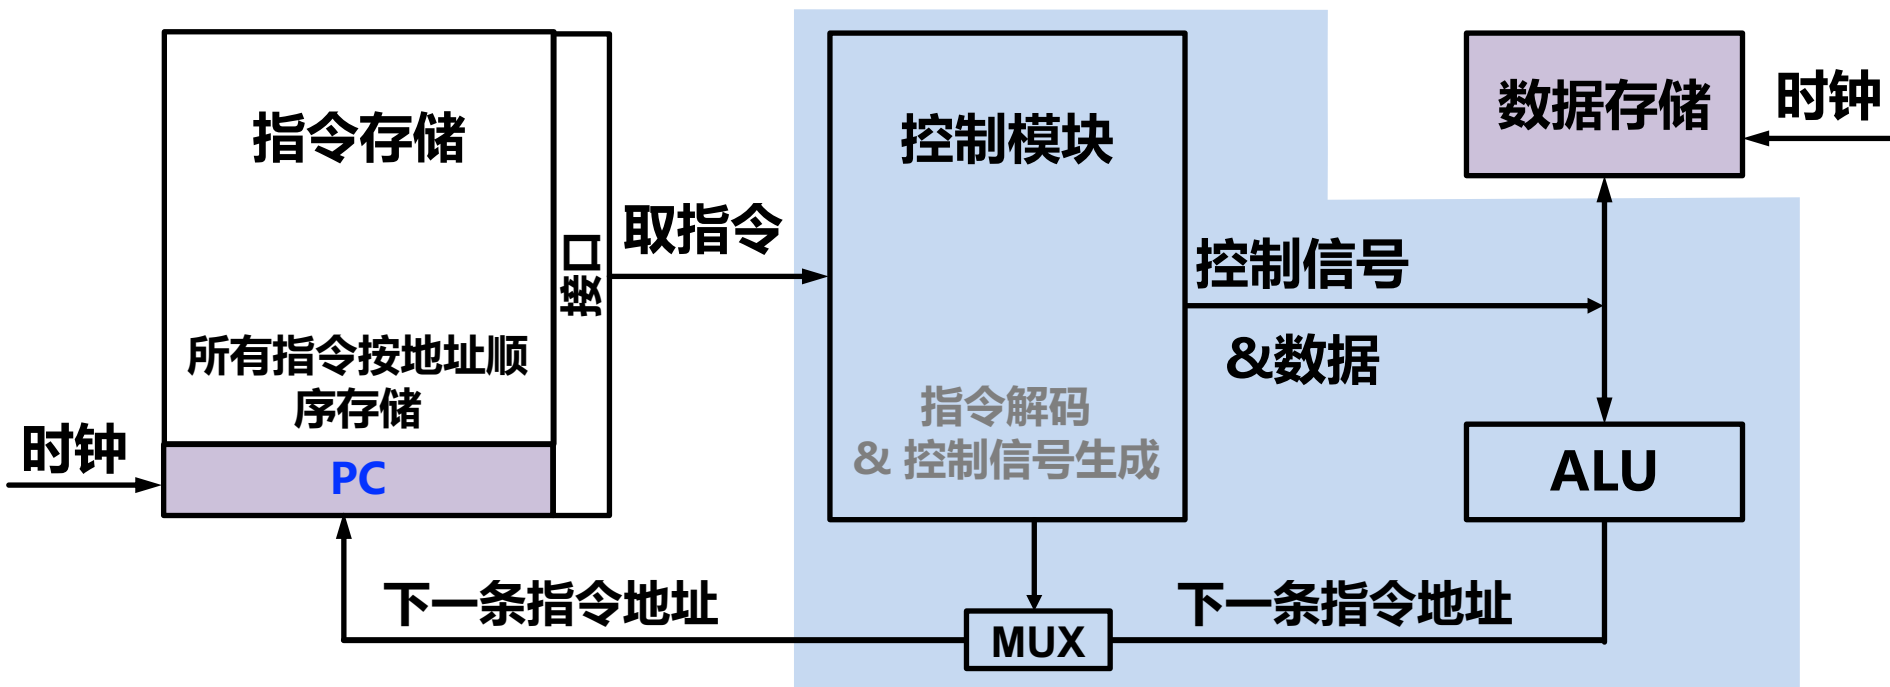 指令存储
所有指令按地址顺
序存储
接口
时钟
PC
取指令
控制模块
指令解码
& 控制信号生成
控制信号
&数据
数据存储
时钟
ALU
下一条指令地址
MUX
下一条指令地址